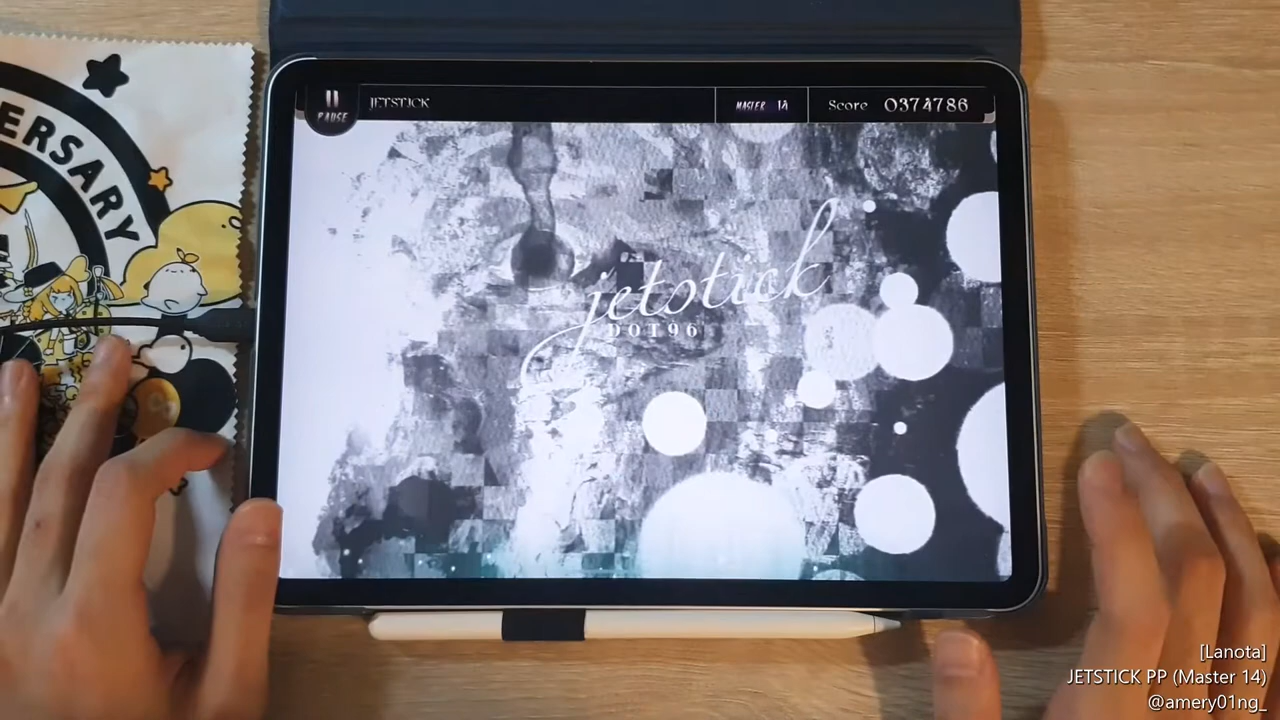 ERSARY
PAUSE
JETSTICK
MASTER 14
Score 0374786
jetstick
DOT96
[Lanota]
JETSTICK PP (Master 14)
@amery01ng_